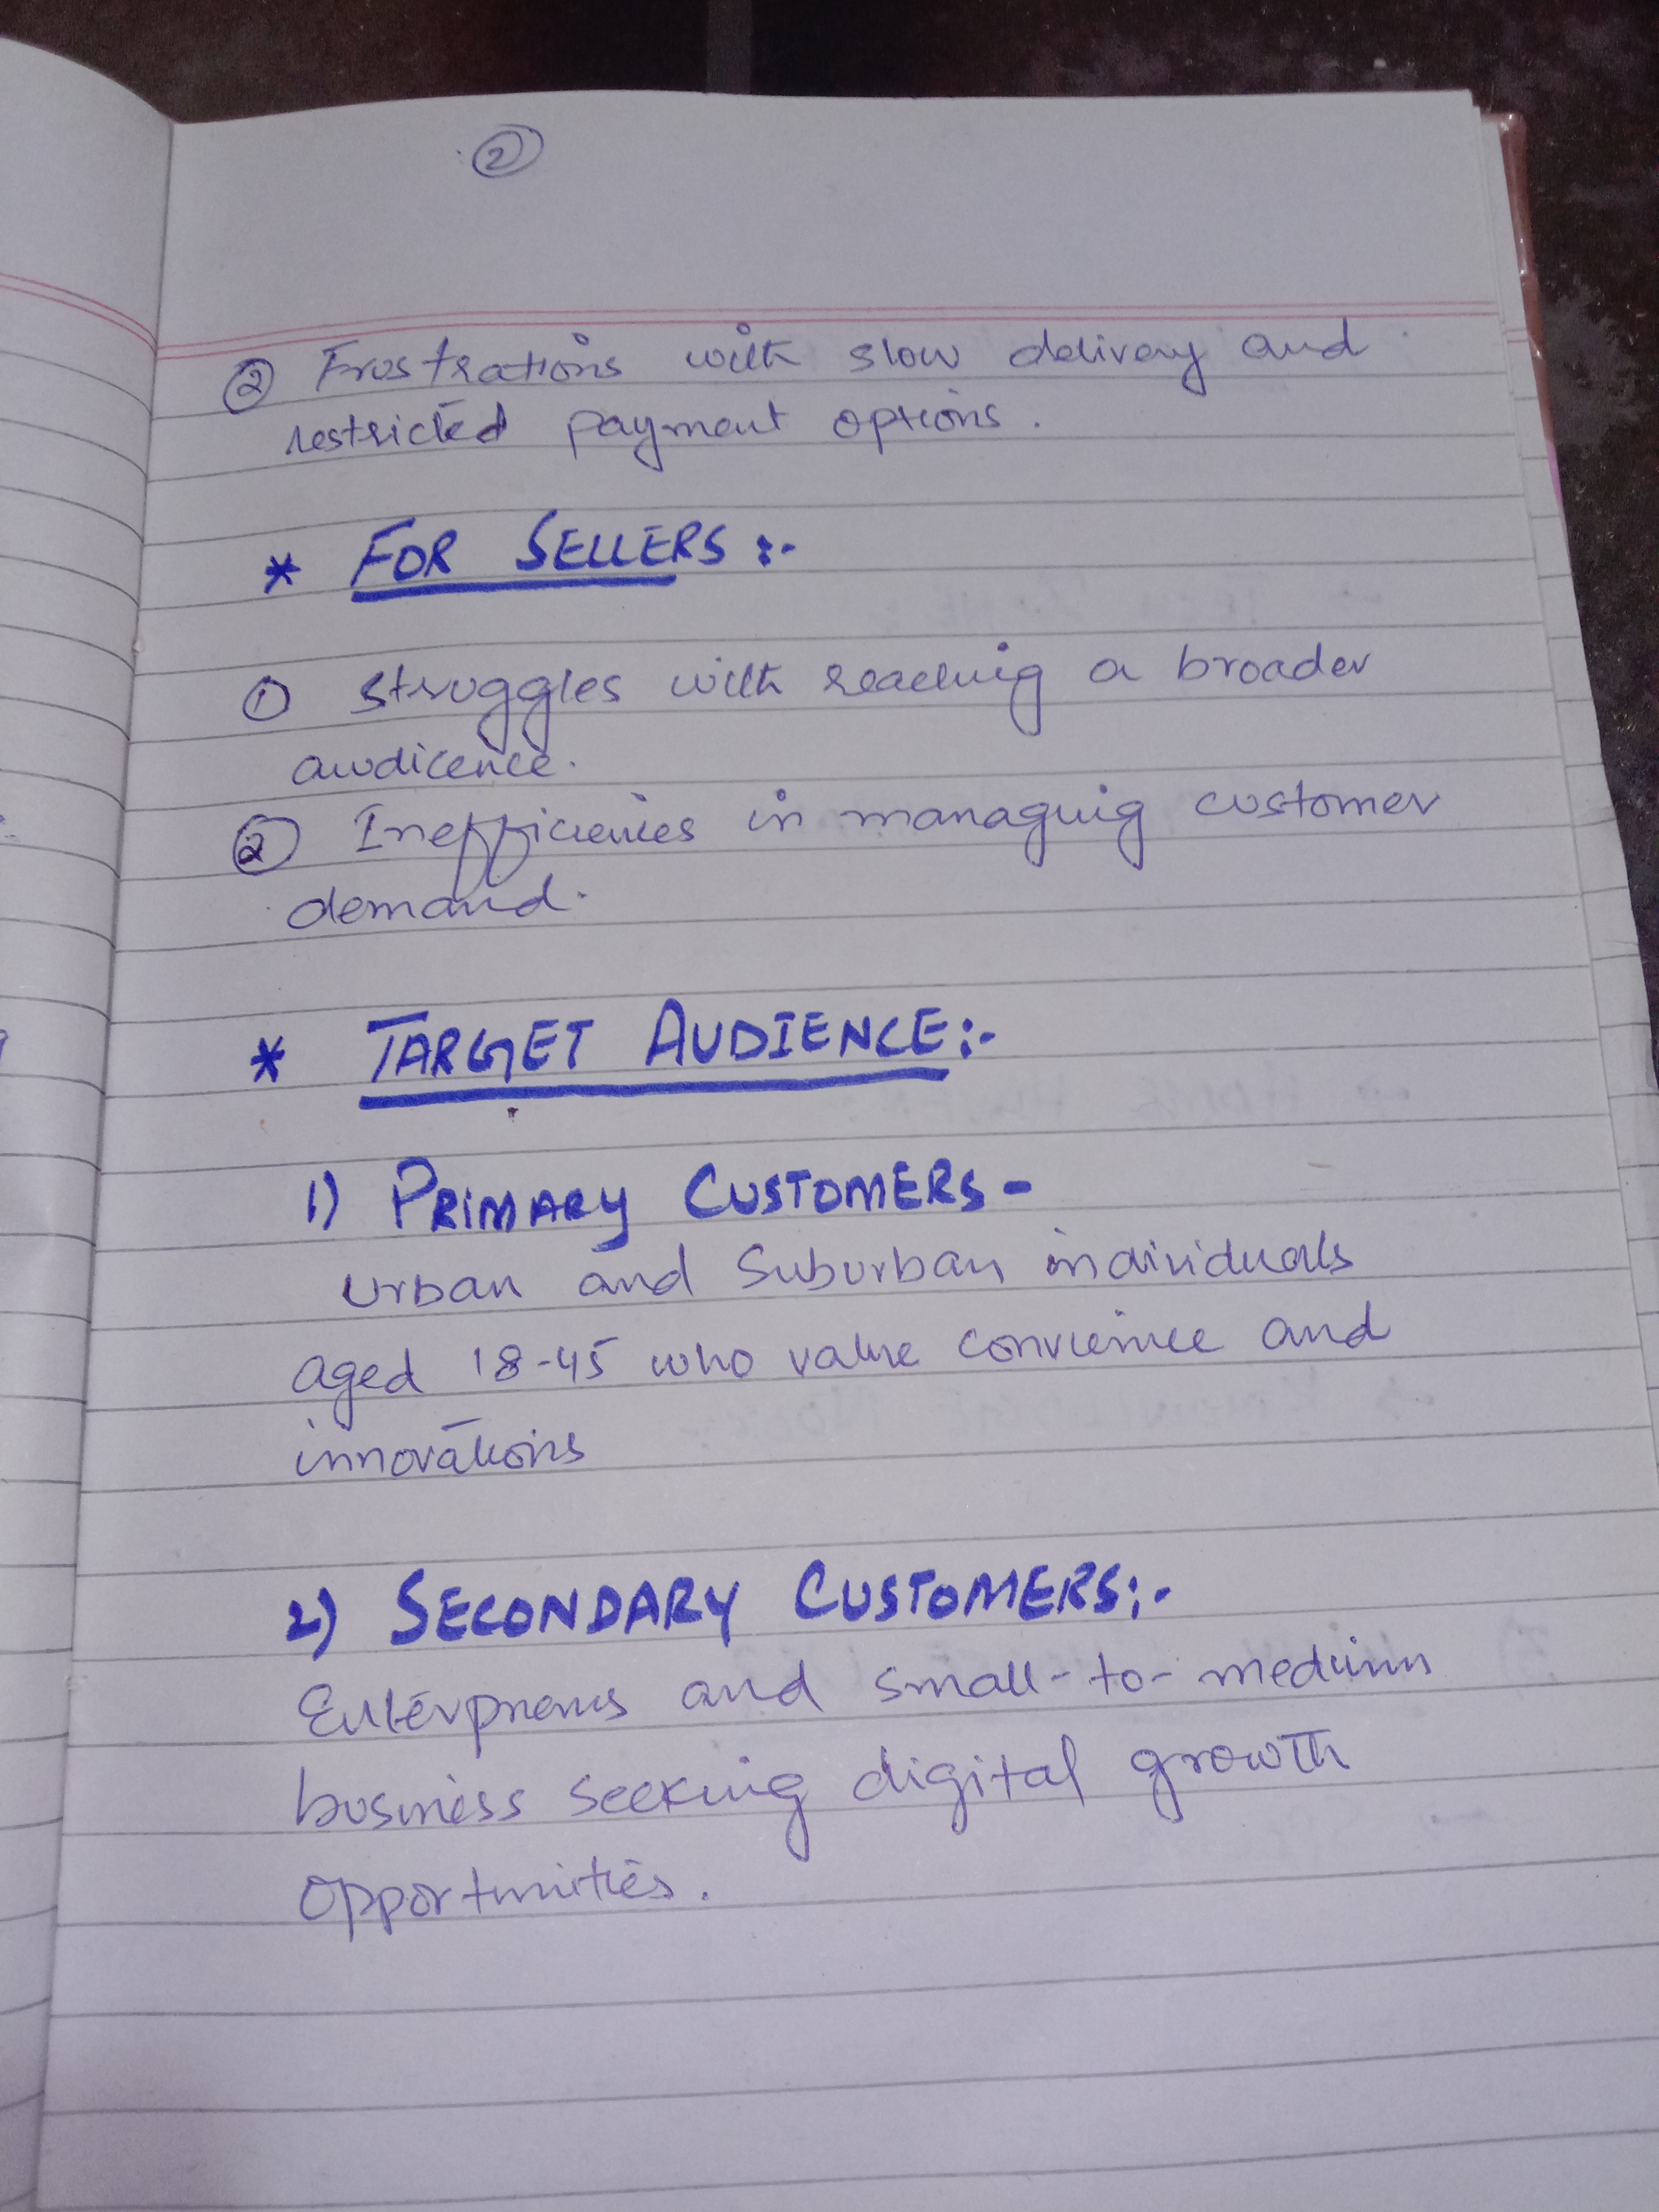 ②
② Frustrations with slow delivery and
restricted payment options.
* FOR SELLERS :-
① struggles with reaching a broader
audicence.
② Inefficiencies in managing customer
demand.
* TARGET AUDIENCE:-
1) PRIMARY CUSTOMERS -
Urban and Suburban individuals
aged 18-45 who value convience and
innovations
2) SECONDARY CUSTOMERS:-
and small-to-medium
business seeking digital growth
opportunities.